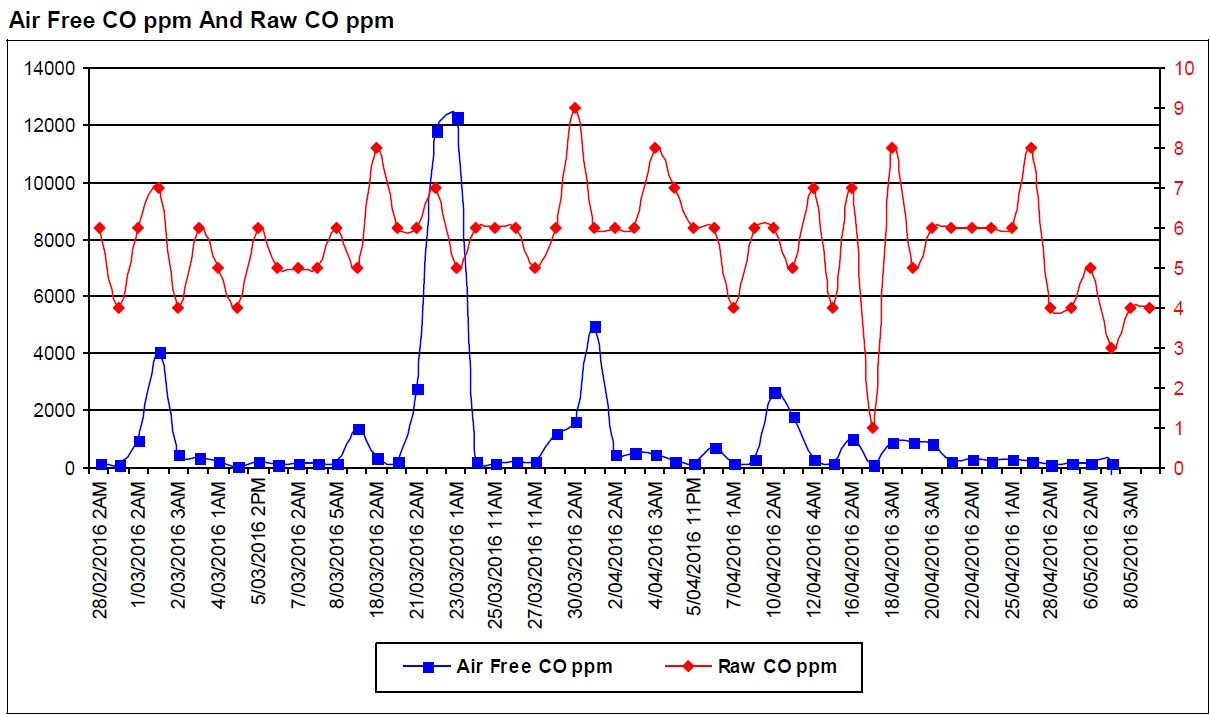 Air Free CO ppm And Raw CO ppm
14000
12000
10000
8000
6000
4000
2000
0
10
9
8
7
6
5
4
3
2
1
0
28/02/2016 2AM
1/03/2016 2AM
2/03/2016 3AM
4/03/2016 1AM
5/03/2016 2PM
7/03/2016 2AM
8/03/2016 5AM
18/03/2016 2AM
21/03/2016 2AM
23/03/2016 1AM
25/03/2016 11AM
27/03/2016 11AM
30/03/2016 2AM
2/04/2016 2AM
4/04/2016 3AM
5/04/2016 11PM
7/04/2016 1AM
10/04/2016 2AM
12/04/2016 4AM
16/04/2016 2AM
18/04/2016 3AM
20/04/2016 3AM
22/04/2016 2AM
25/04/2016 1AM
28/04/2016 2AM
6/05/2016 2AM
8/05/2016 3AM
Air Free CO ppm
Raw CO ppm